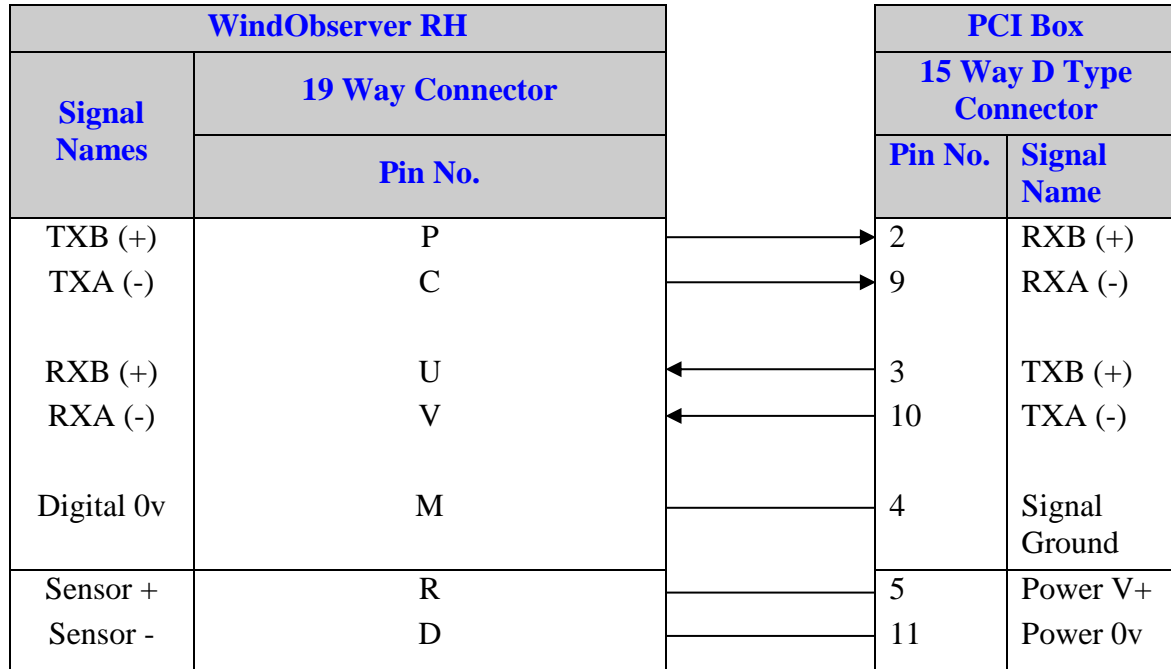 WindObserver RH PCI Box
Signal Names 19 Way Connector 15 Way D Type Connector
Pin No. Pin No. Signal Name
TXB (+) P 2 RXB (+)
TXA (-) C 9 RXA (-)
RXB (+) U 3 TXB (+)
RXA (-) V 10 TXA (-)
Digital 0v M 4 Signal Ground
Sensor + R 5 Power V+
Sensor - D 11 Power 0v